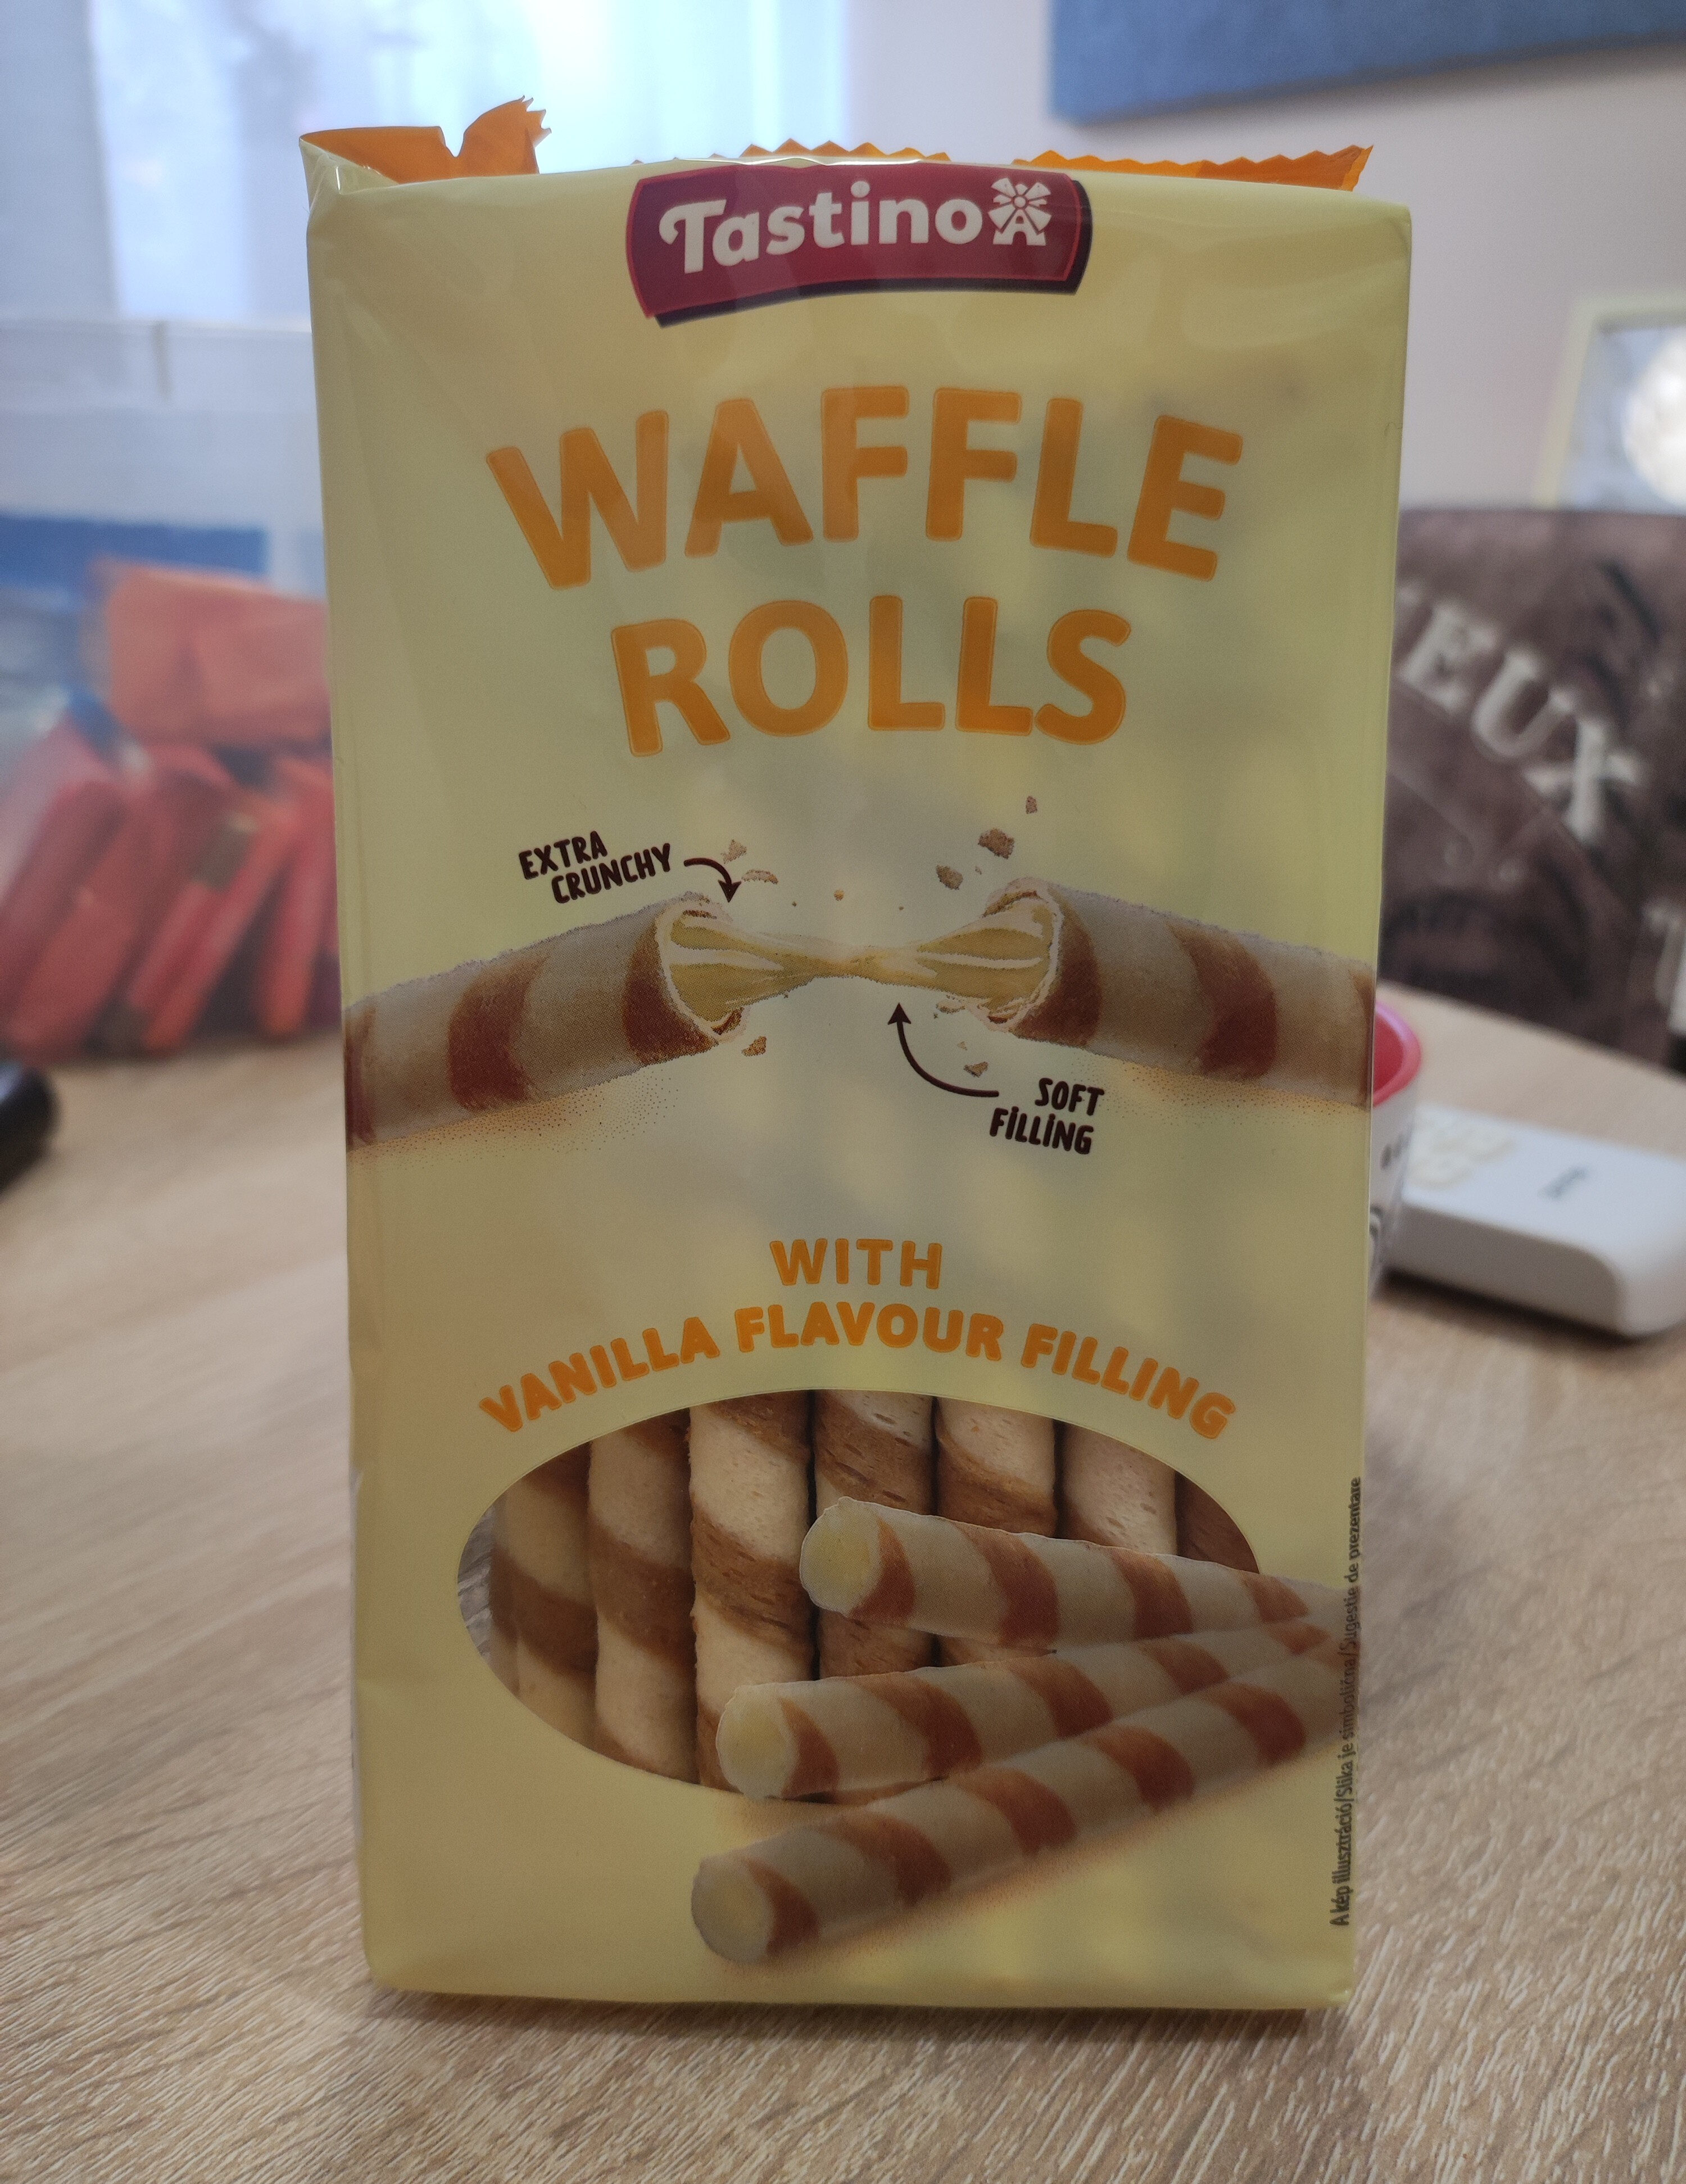 Tastino
WAFFLE
ROLLS
EXTRA
CRUNCHY
SOFT
FILLING
WITH
VANILLA FLAVOUR FILLING
A kép illusztráció/Slika je simbolična/Sugestie de prezentare
EUX